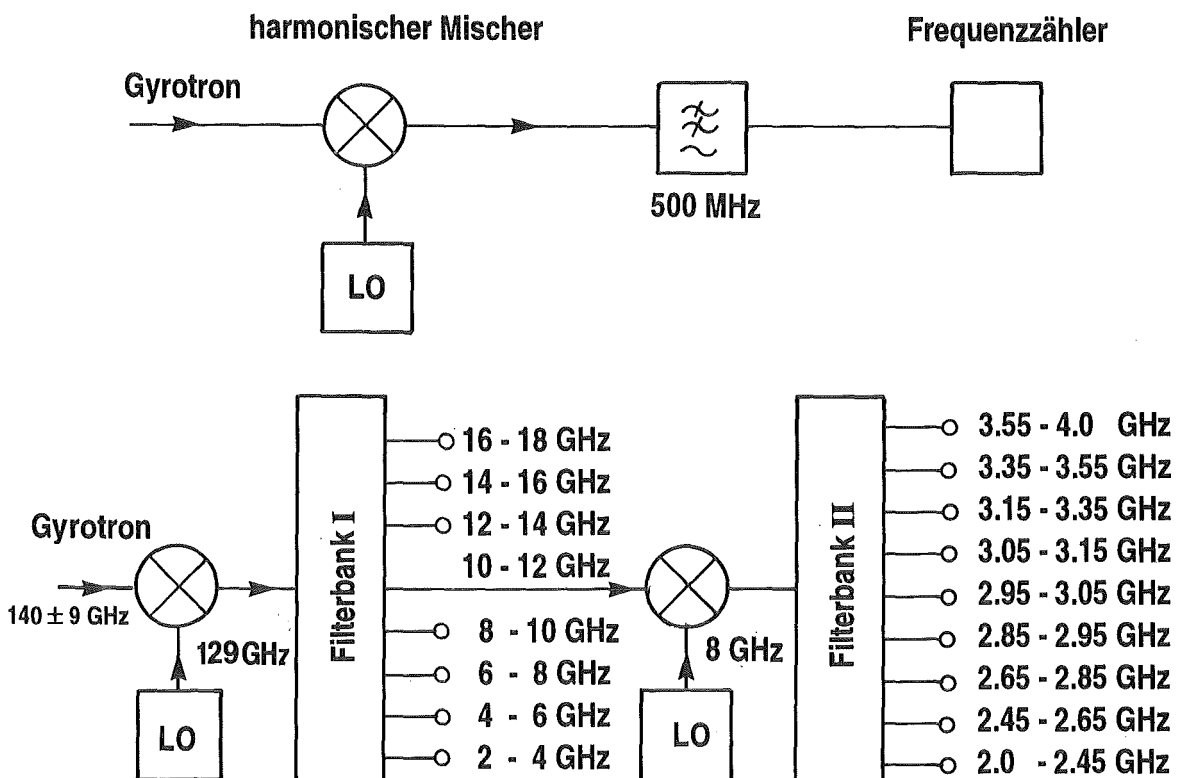 harmonischer Mischer
Frequenzzähler
Gyrotron
500 MHz
LO
Gyrotron
140 ± 9 GHz
129 GHz
LO
Filterbank I
16 - 18 GHz
14 - 16 GHz
12 - 14 GHz
10 - 12 GHz
8 - 10 GHz
6 - 8 GHz
4 - 6 GHz
2 - 4 GHz
8 GHz
LO
Filterbank II
3.55 - 4.0 GHz
3.35 - 3.55 GHz
3.15 - 3.35 GHz
3.05 - 3.15 GHz
2.95 - 3.05 GHz
2.85 - 2.95 GHz
2.65 - 2.85 GHz
2.45 - 2.65 GHz
2.0 - 2.45 GHz